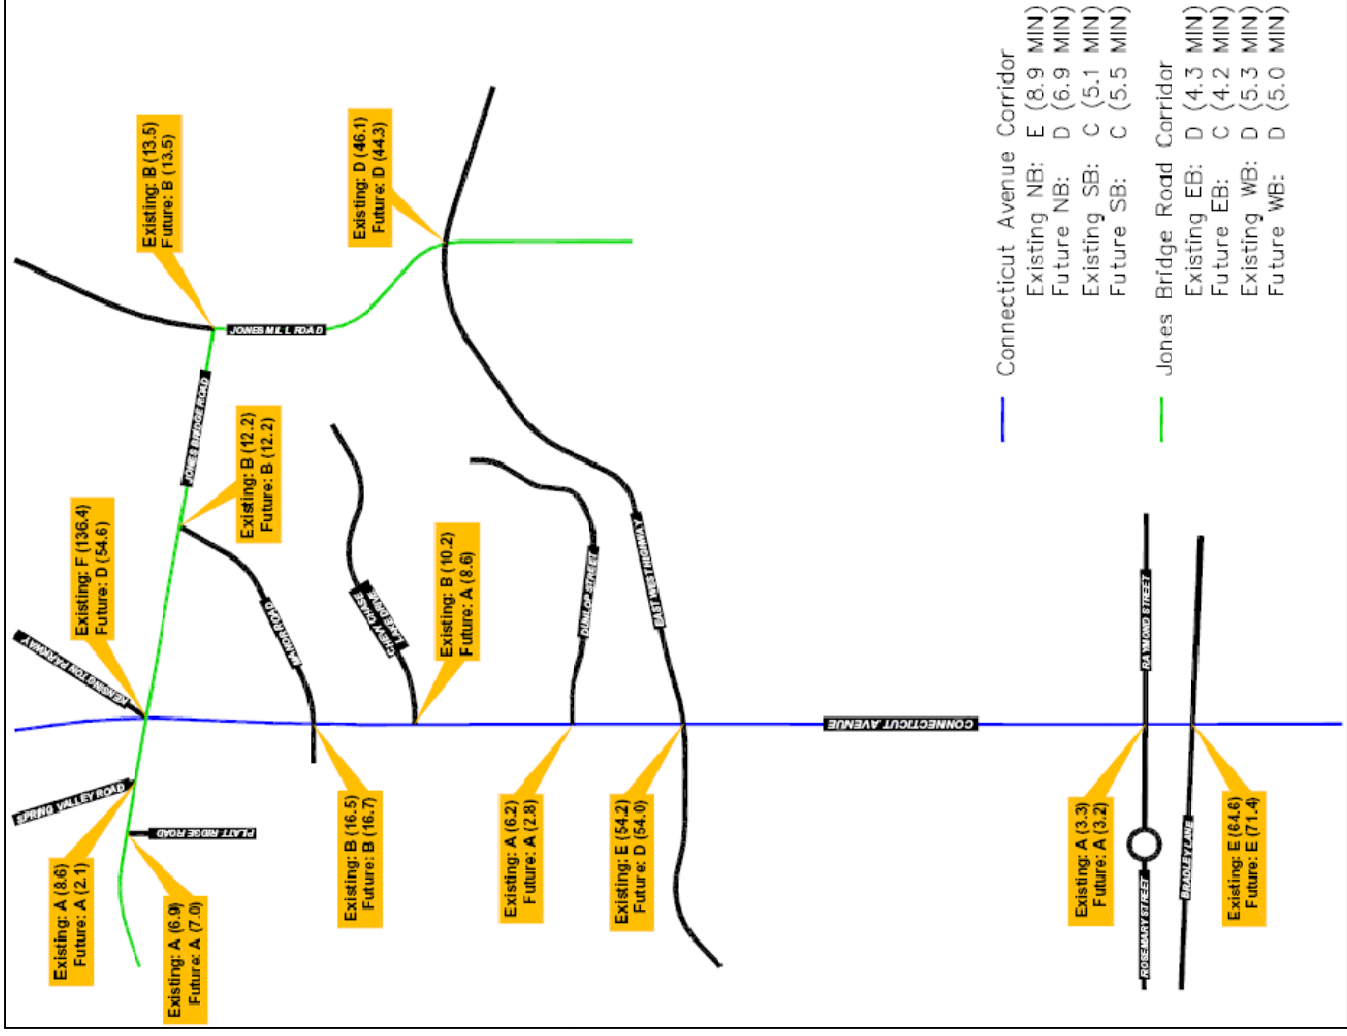 Existing: B (13.5)
Future: B (13.5)
Existing: D (46.1)
Future: D (44.3)
JONES MILL ROAD
JONES BRIDGE ROAD
Existing: B (12.2)
Future: B (12.2)
Existing: F (136.4)
Future: D (54.6)
KENSINGTON PARKWAY
MANOR ROAD
CHEVY CHASE
LAKE DRIVE
Existing: B (10.2)
Future: A (8.6)
DUNLOP STREET
EAST WEST HIGHWAY
CONNECTICUT AVENUE
RAYMOND STREET
SPRING VALLEY ROAD
PLATT RIDGE ROAD
Existing: A (8.6)
Future: A (2.1)
Existing: A (6.9)
Future: A (7.0)
Existing: B (16.5)
Future: B (16.7)
Existing: A (6.2)
Future: A (2.8)
Existing: E (54.2)
Future: D (54.0)
Existing: A (3.3)
Future: A (3.2)
ROSEMARY STREET
BRADLEY LANE
Existing: E (64.6)
Future: E (71.4)
Connecticut Avenue Corridor
Existing NB: E (8.9 MIN)
Future NB: D (6.9 MIN)
Existing SB: C (5.1 MIN)
Future SB: C (5.5 MIN)
Jones Bridge Road Corridor
Existing EB: D (4.3 MIN)
Future EB: C (4.2 MIN)
Existing WB: D (5.3 MIN)
Future WB: D (5.0 MIN)